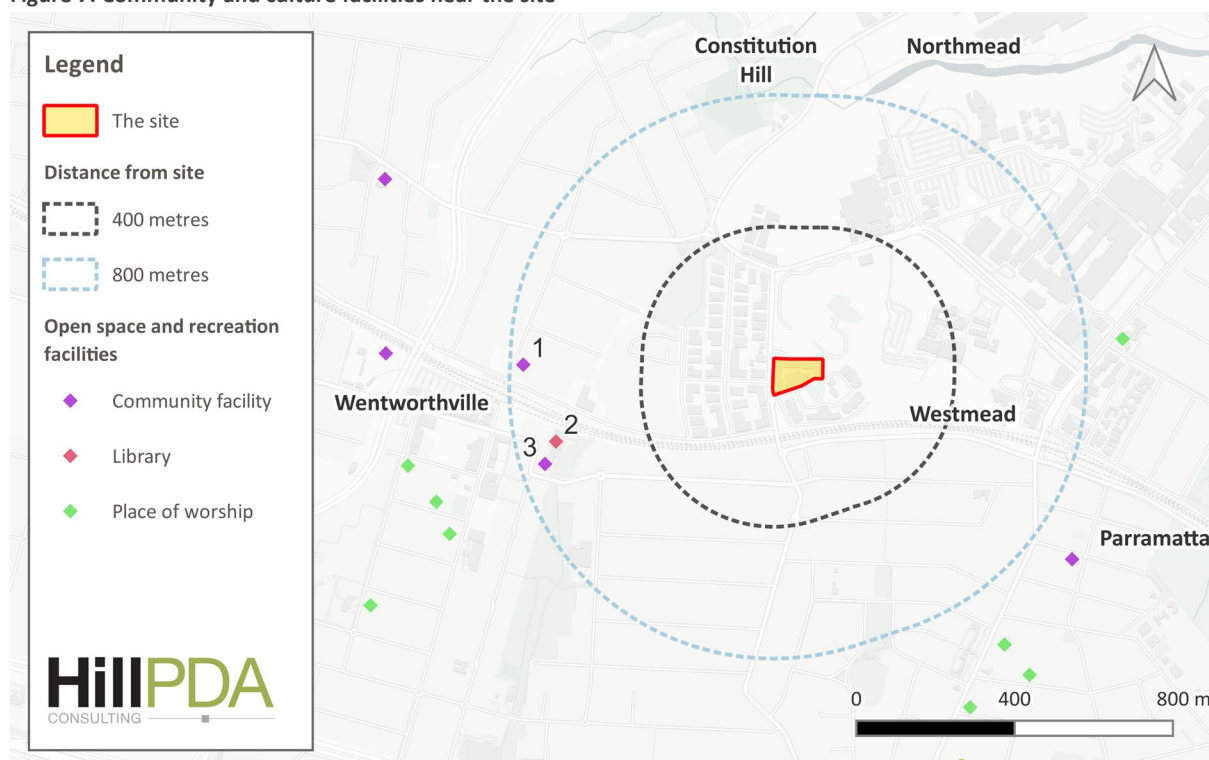 Figure 7: Community and culture facilities near the site
Legend
The site
Distance from site
400 metres
800 metres
Open space and recreation
facilities
Community facility
Library
Place of worship
HillPDA
CONSULTING
Constitution
Hill
Northmead
1
Wentworthville
2
3
Westmead
Parramatta
0 400 800 m